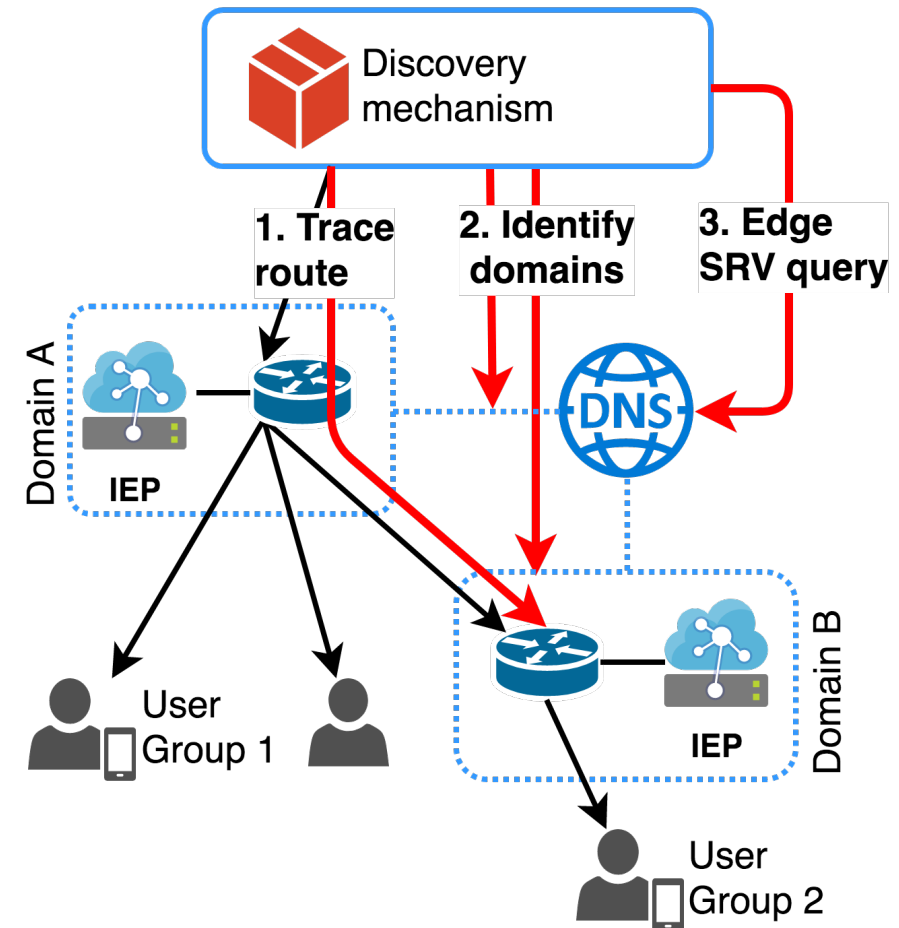 Discovery
mechanism
1. Trace
route
2. Identify
domains
3. Edge
SRV query
Domain A
IEP
DNS
User
Group 1
IEP
Domain B
User
Group 2